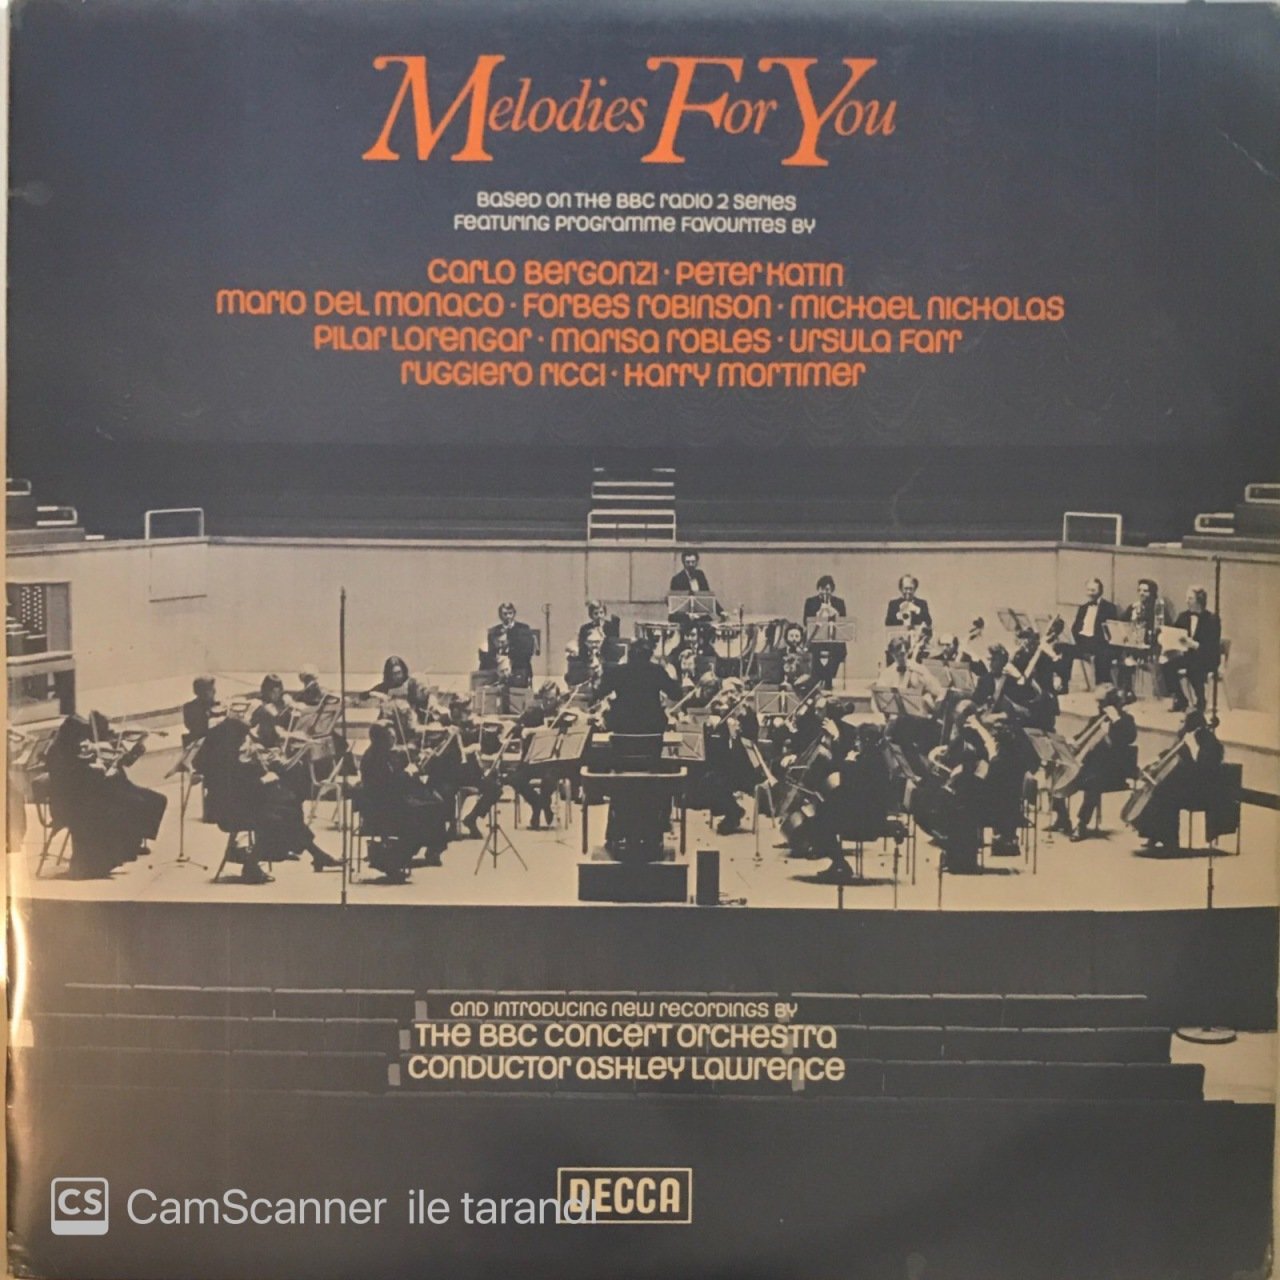 Melodies For You
BASED ON THE BBC RADIO 2 SERIES
FEATURING PROGRAMME FAVOURITES BY
CARLO BERGONZI · PETER KATIN
MARIO DEL MONACO · FORBES ROBINSON · MICHAEL NICHOLAS
PILAR LORENGAR · MARISA ROBLES · URSULA FARR
RUGGIERO RICCI · HARRY MORTIMER
AND INTRODUCING NEW RECORDINGS BY
THE BBC CONCERT ORCHESTRA
CONDUCTOR ASHLEY LAWRENCE
DECCA
CS CamScanner ile tarandı